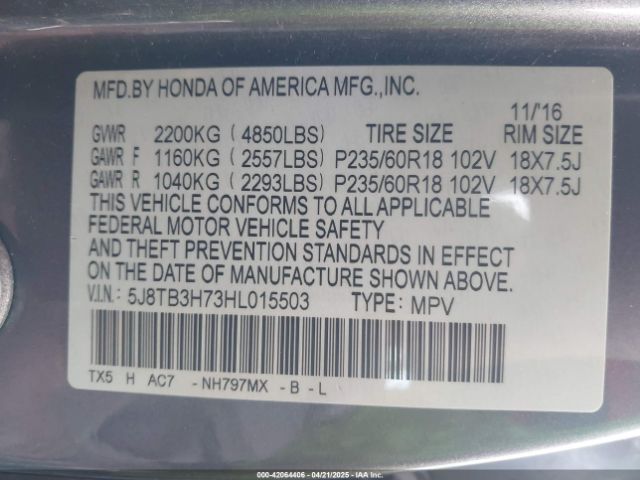 MFD.BY HONDA OF AMERICA MFG.,INC.
11/'16
GVWR 2200KG (4850LBS) TIRE SIZE RIM SIZE
GAWR F 1160KG (2557LBS) P235/60R18 102V 18X7.5J
GAWR R 1040KG (2293LBS) P235/60R18 102V 18X7.5J
THIS VEHICLE CONFORMS TO ALL APPLICABLE
FEDERAL MOTOR VEHICLE SAFETY
AND THEFT PREVENTION STANDARDS IN EFFECT
ON THE DATE OF MANUFACTURE SHOWN ABOVE.
V.I.N.: 5J8TB3H73HL015503 TYPE: MPV
TX5 H AC7 -NH797MX -B -L
000-42064406 - 04/21/2025 - IAA Inc.